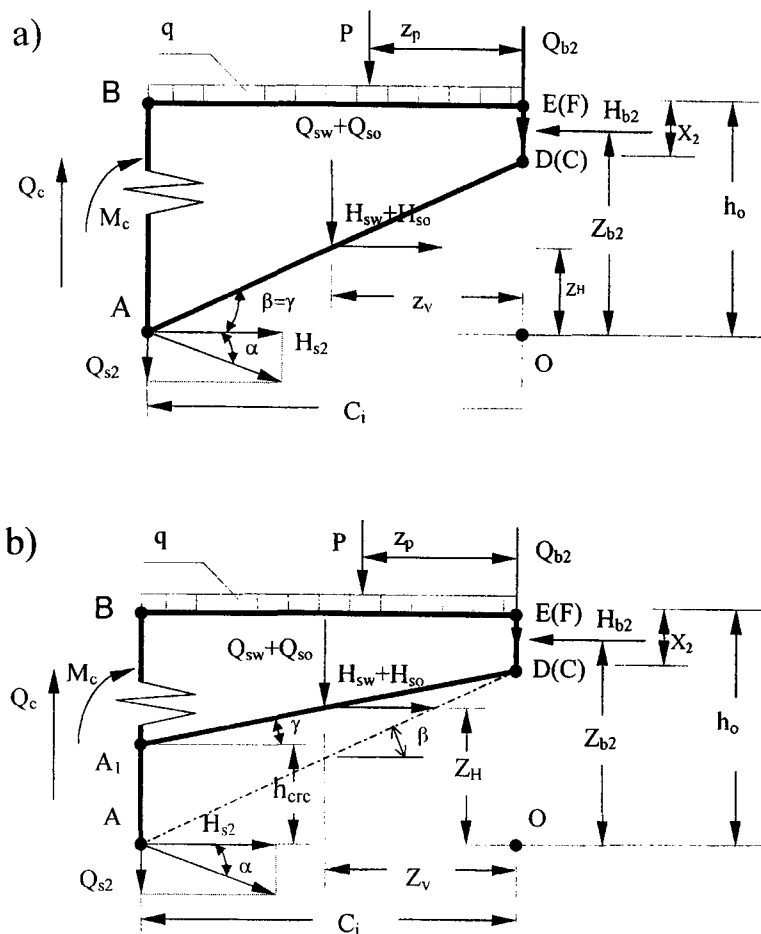 a)
q
P
z_p
Q_b2
B
E(F)
H_b2
X_2
Q_sw+Q_so
D(C)
Q_c
M_c
H_sw+H_so
Z_b2
h_o
A
β=γ
z_v
z_H
α
H_s2
O
Q_s2
C_i
b)
q
P
z_p
Q_b2
B
E(F)
H_b2
X_2
Q_sw+Q_so
M_c
H_sw+H_so
D(C)
Q_c
γ
β
A_1
h_crc
Z_H
Z_b2
h_o
A
H_s2
O
α
Q_s2
Z_v
C_i